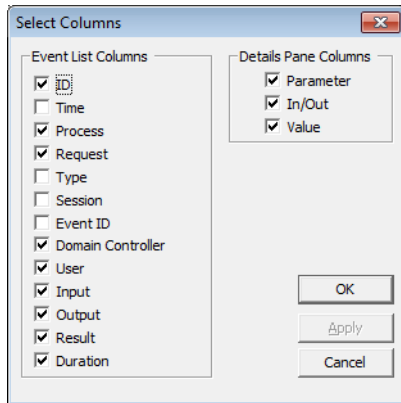 Select Columns
Event List Columns
ID
Time
Process
Request
Type
Session
Event ID
Domain Controller
User
Input
Output
Result
Duration
Details Pane Columns
Parameter
In/Out
Value
OK
Apply
Cancel